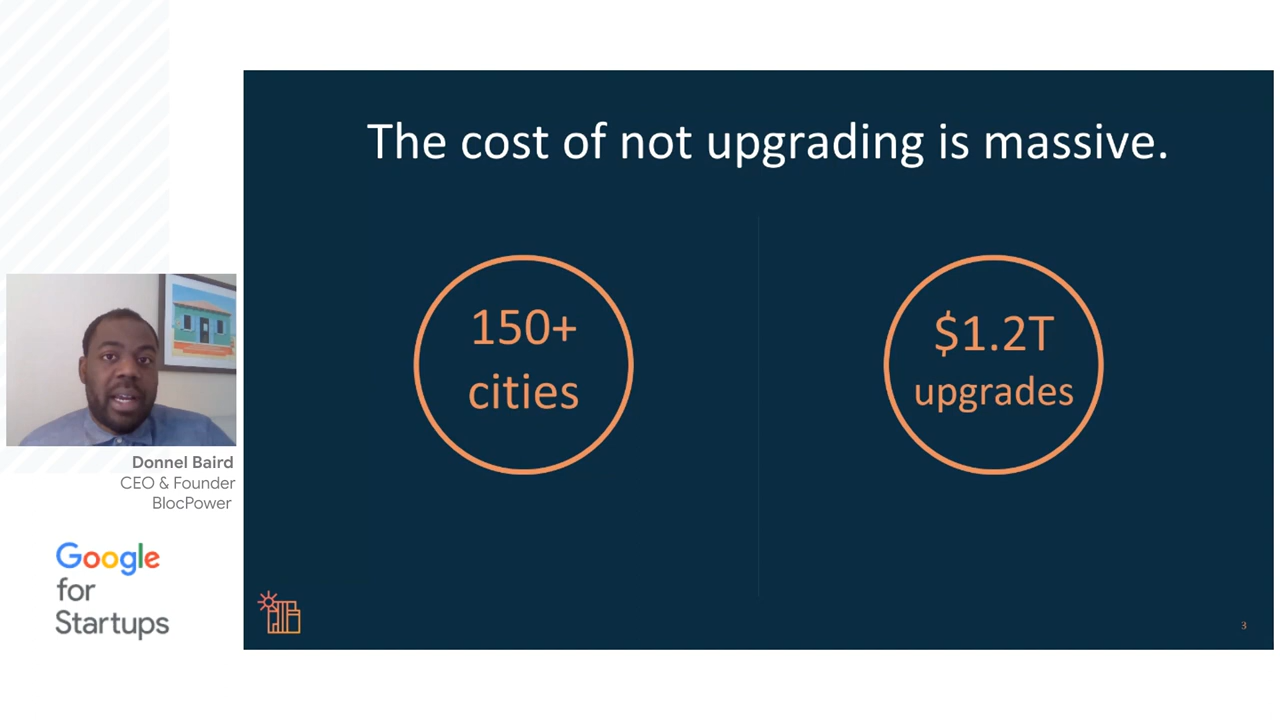 The cost of not upgrading is massive.
150+
cities
$1.2T
upgrades
Donnel Baird
CEO & Founder
BlocPower
Google
for
Startups
3